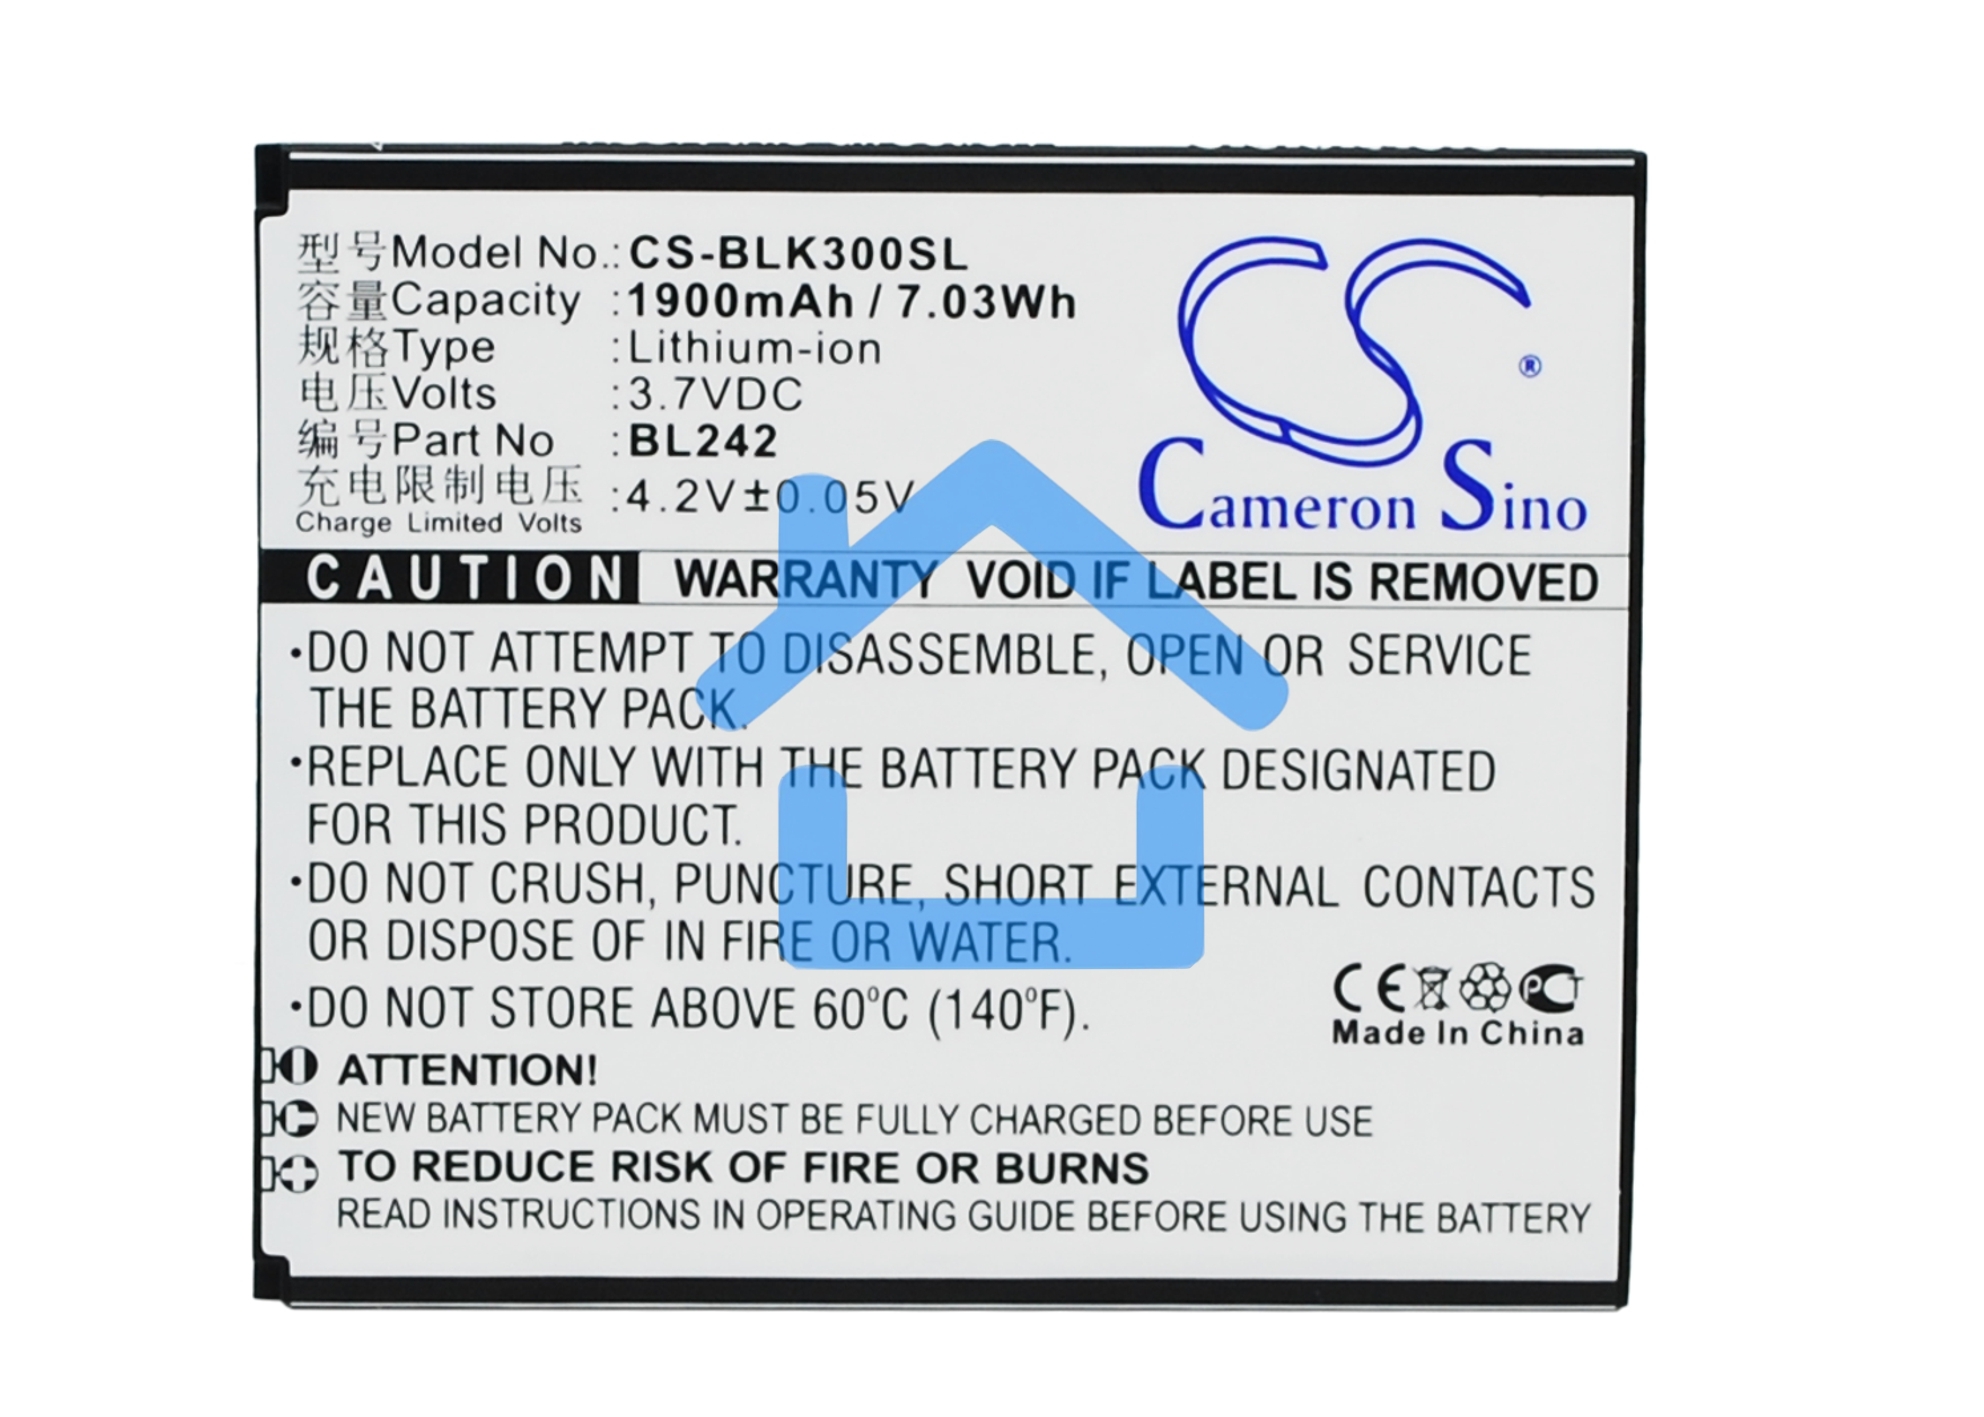 型号Model No.: CS-BLK300SL
容量Capacity : 1900mAh / 7.03Wh
规格Type : Lithium-ion
电压Volts : 3.7VDC
编号Part No : BL242
充电限制电压 : 4.2V±0.05V
Charge Limited Volts
CS ®
Cameron Sino
CAUTION WARRANTY VOID IF LABEL IS REMOVED
·DO NOT ATTEMPT TO DISASSEMBLE, OPEN OR SERVICE
THE BATTERY PACK.
·REPLACE ONLY WITH THE BATTERY PACK DESIGNATED
FOR THIS PRODUCT.
·DO NOT CRUSH, PUNCTURE, SHORT EXTERNAL CONTACTS
OR DISPOSE OF IN FIRE OR WATER.
·DO NOT STORE ABOVE 60°C (140°F).
CE PCT
Made In China
ATTENTION!
NEW BATTERY PACK MUST BE FULLY CHARGED BEFORE USE
TO REDUCE RISK OF FIRE OR BURNS
READ INSTRUCTIONS IN OPERATING GUIDE BEFORE USING THE BATTERY